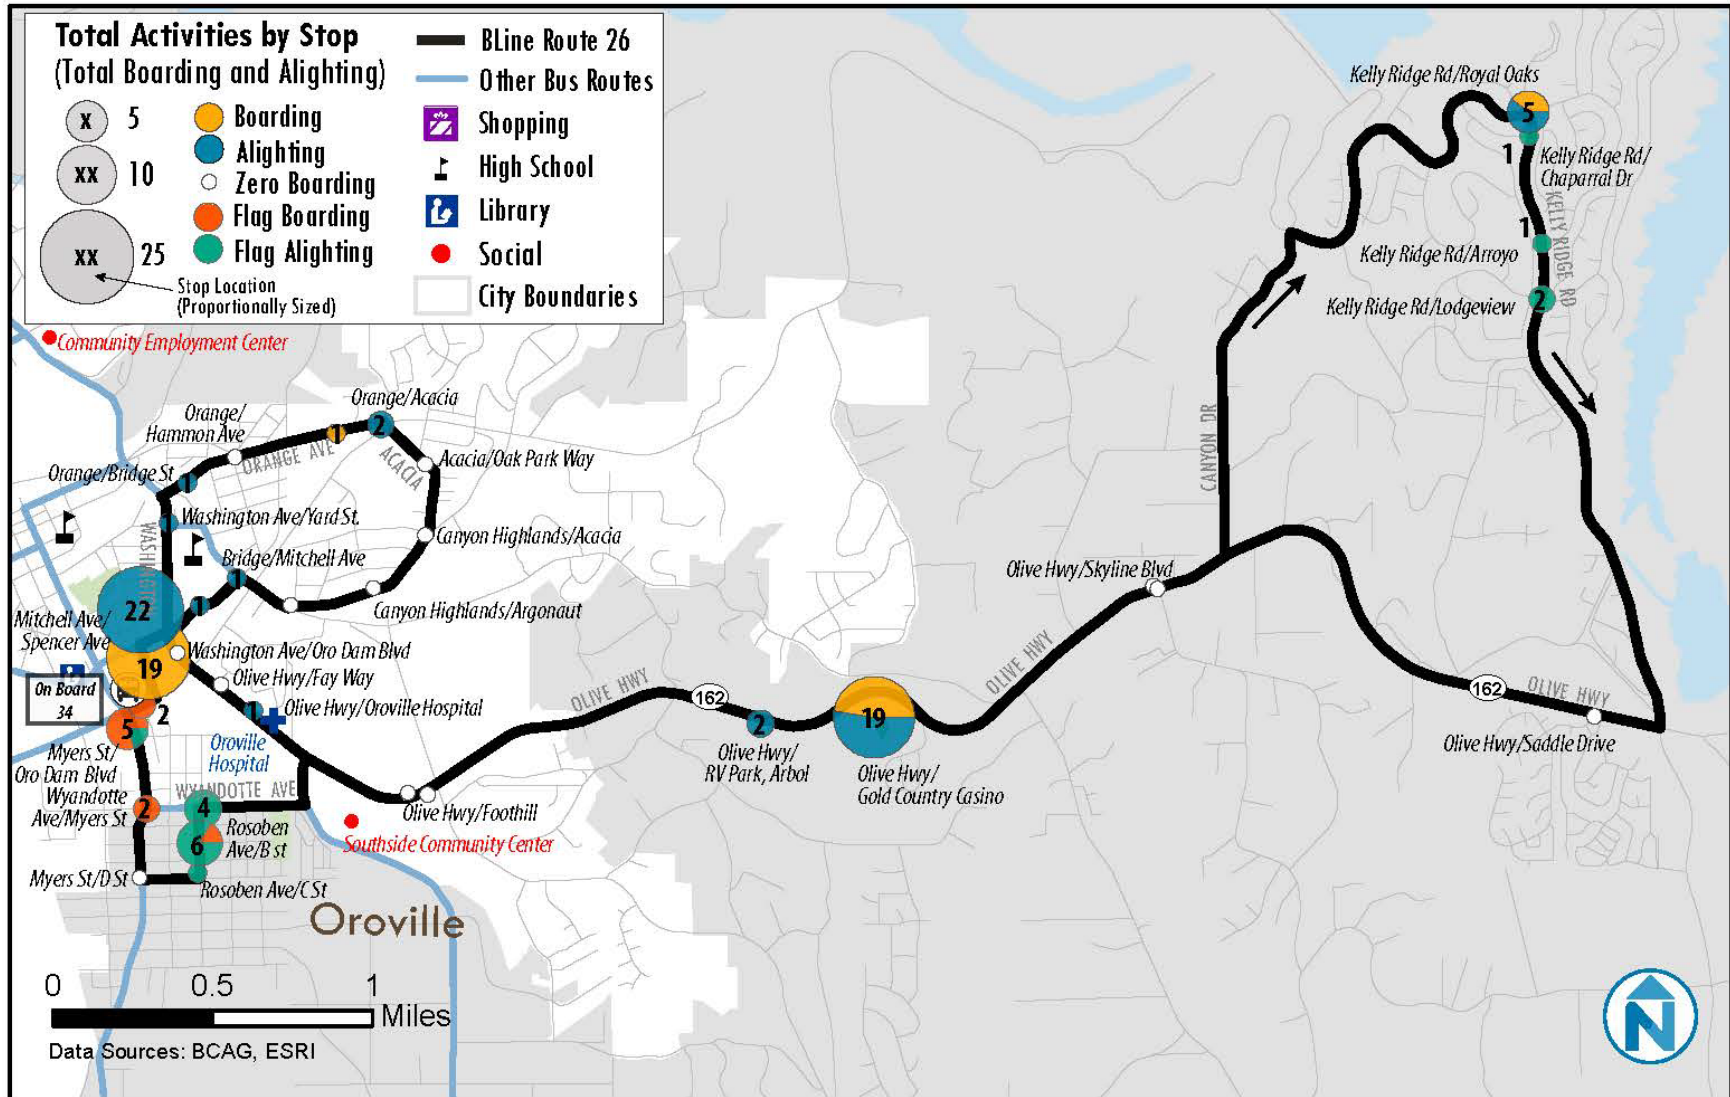 Total Activities by Stop
(Total Boarding and Alighting)
x 5
xx 10
xx 25
Stop Location
(Proportionally Sized)
Boarding
Alighting
Zero Boarding
Flag Boarding
Flag Alighting
BLine Route 26
Other Bus Routes
Shopping
High School
Library
Social
City Boundaries
Kelly Ridge Rd/Royal Oaks
5
1
Kelly Ridge Rd/
Chaparral Dr
KELLY RIDGE RD
1
Kelly Ridge Rd/Arroyo
2
Kelly Ridge Rd/Lodgeview
Community Employment Center
Orange/Acacia
2
1
Orange/
Hammon Ave
ORANGE AVE
ACACIA
Acacia/Oak Park Way
Orange/Bridge St
1
1
Washington Ave/Yard St.
WASHINGTON
Canyon Highlands/Acacia
Bridge/Mitchell Ave
1
1
Canyon Highlands/Argonaut
CANYON DR
Olive Hwy/Skyline Blvd
22
Mitchell Ave/
Spencer Ave
19
Washington Ave/Oro Dam Blvd
Olive Hwy/Fay Way
On Board
34
2
5
1
Olive Hwy/Oroville Hospital
Oroville
Hospital
Myers St/
Oro Dam Blvd
Wyandotte
Ave/Myers St
2
WYANDOTTE AVE
4
Rosoben
Ave/B st
6
Myers St/D St
Rosoben Ave/C St
Southside Community Center
Olive Hwy/Foothill
OLIVE HWY
162
2
Olive Hwy/
RV Park, Arbol
19
Olive Hwy/
Gold Country Casino
OLIVE HWY
162
OLIVE HWY
Olive Hwy/Saddle Drive
Oroville
0 0.5 1
Miles
Data Sources: BCAG, ESRI
N